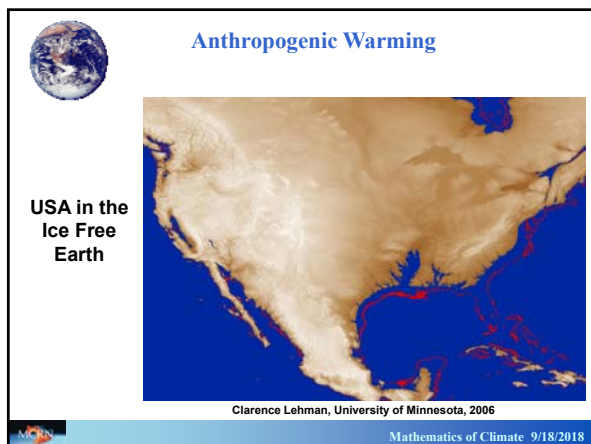 Anthropogenic Warming
USA in the
Ice Free
Earth
Clarence Lehman, University of Minnesota, 2006
MCRN
Mathematics of Climate 9/18/2018